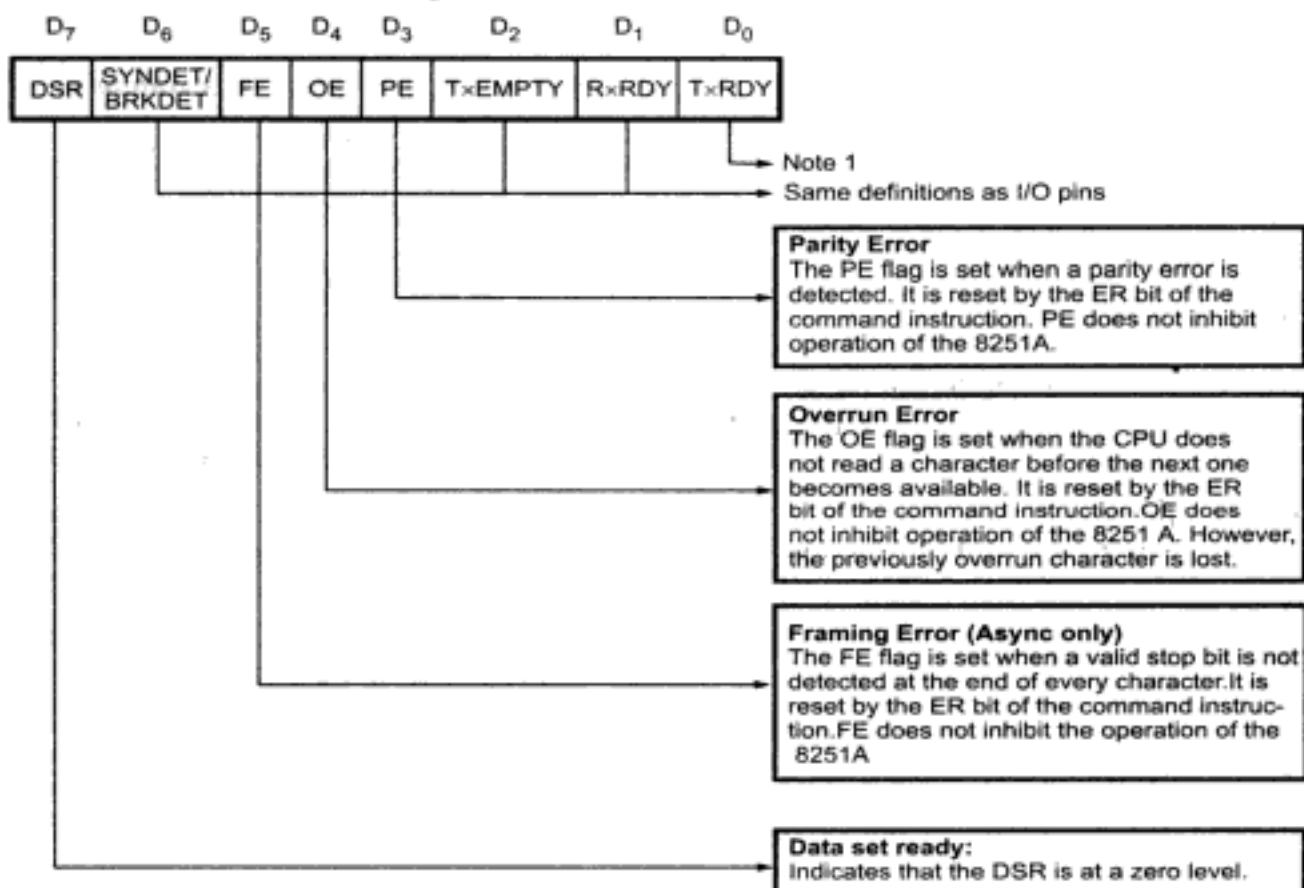 D7 D6 D5 D4 D3 D2 D1 D0
DSR SYNDET/ BRKDET FE OE PE T×EMPTY R×RDY T×RDY
Note 1
Same definitions as I/O pins
Parity Error
The PE flag is set when a parity error is
detected. It is reset by the ER bit of the
command instruction. PE does not inhibit
operation of the 8251A.
Overrun Error
The OE flag is set when the CPU does
not read a character before the next one
becomes available. It is reset by the ER
bit of the command instruction.OE does
not inhibit operation of the 8251 A. However,
the previously overrun character is lost.
Framing Error (Async only)
The FE flag is set when a valid stop bit is not
detected at the end of every character.It is
reset by the ER bit of the command instruc-
tion.FE does not inhibit the operation of the
8251A
Data set ready:
Indicates that the DSR is at a zero level.